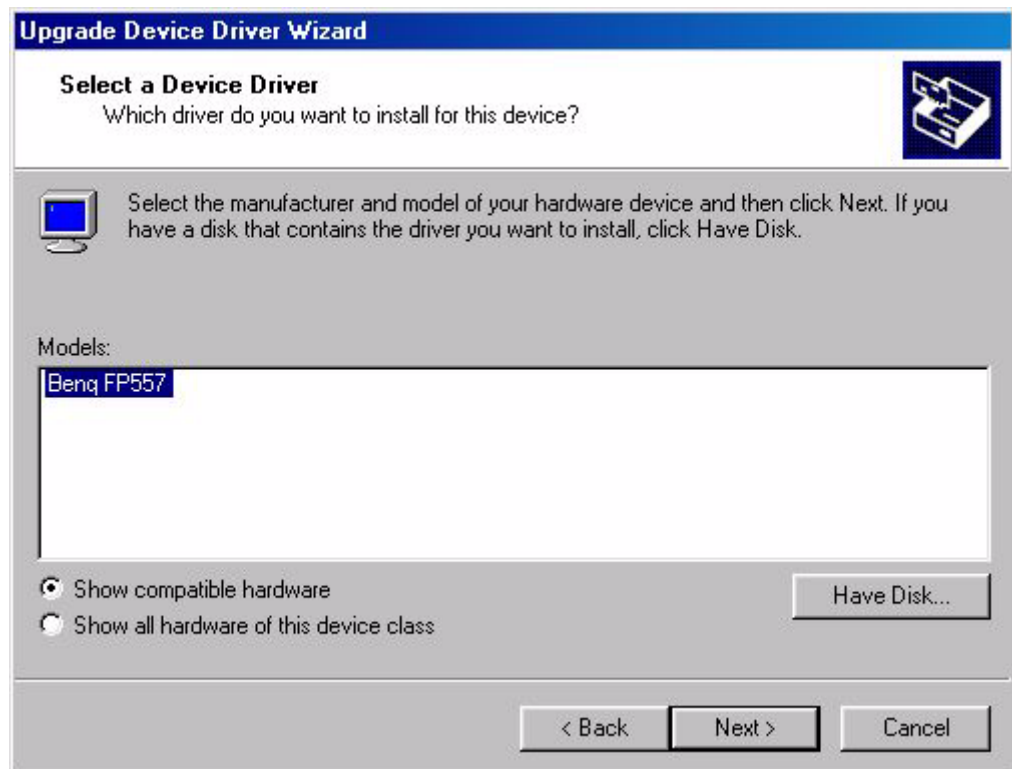 Upgrade Device Driver Wizard
Select a Device Driver
Which driver do you want to install for this device?
Select the manufacturer and model of your hardware device and then click Next. If you
have a disk that contains the driver you want to install, click Have Disk.
Models:
Benq FP557
Show compatible hardware
Have Disk...
Show all hardware of this device class
< Back Next > Cancel